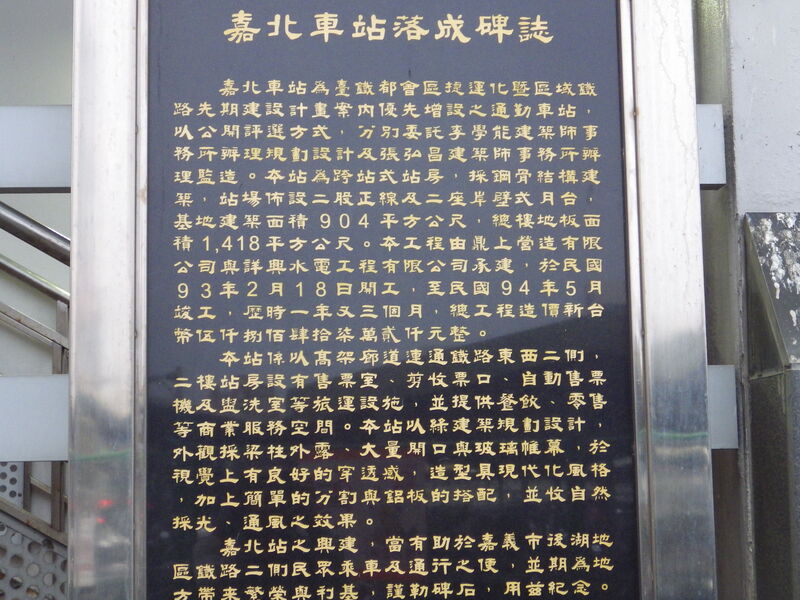 嘉北車站落成碑誌
嘉北車站為臺鐵都會區捷運化暨區域鐵
路先期建設計畫案內優先增設之通勤車站，
以公開評選方式，分別委託李學能建築師事
務所辦理規劃設計及張弘昌建築師事務所辦
理監造。本站為跨站式站房，採鋼骨結構建
築，站場佈設二股正線及二座岸壁式月台，
基地建築面積904平方公尺，總樓地板面
積1,418平方公尺。本工程由鼎上營造有限
公司與詳興水電工程有限公司承建，於民國
93年2月18日開工，至民國94年5月
竣工，歷時一年又三個月，總工程造價新台
幣伍仟捌佰肆拾柒萬貳仟元整。
本站係以高架廊道連通鐵路東西二側，
二樓站房設有售票室、剪收票口、自動售票
機及盥洗室等旅運設施，並提供餐飲、零售
等商業服務空間。本站以綠建築規劃設計，
外觀採梁柱外露、大量開口與玻璃帷幕，於
視覺上有良好的穿透感，造型具現代化風格
，加上簡單的分割與鋁板的搭配，並收自然
採光、通風之效果。
嘉北站之興建，當有助於嘉義市後湖地
區鐵路二側民眾乘車及通行之便，並期為地
方帶來繁榮與利基，謹勒碑石，用茲紀念。